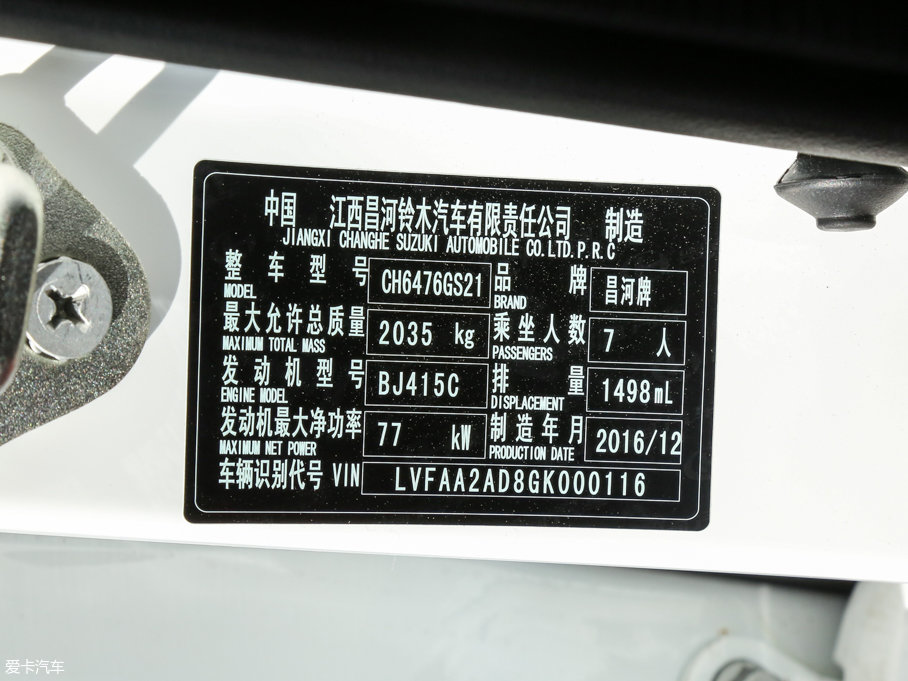 中国 江西昌河铃木汽车有限责任公司 制造
JIANGXI CHANGHE SUZUKI AUTOMOBILE CO.LTD.P.R.C
整车型号 CH6476GS21 品牌 昌河牌
MODEL BRAND
最大允许总质量 2035 kg 乘坐人数 7 人
MAXIMUM TOTAL MASS PASSENGERS
发动机型号 BJ415C 排量 1498mL
ENGINE MODEL DISPLACEMENT
发动机最大净功率 77 kW 制造年月 2016/12
MAXIMUM NET POWER PRODUCTION DATE
车辆识别代号 VIN LVFAA2AD8GK000116
爱卡汽车